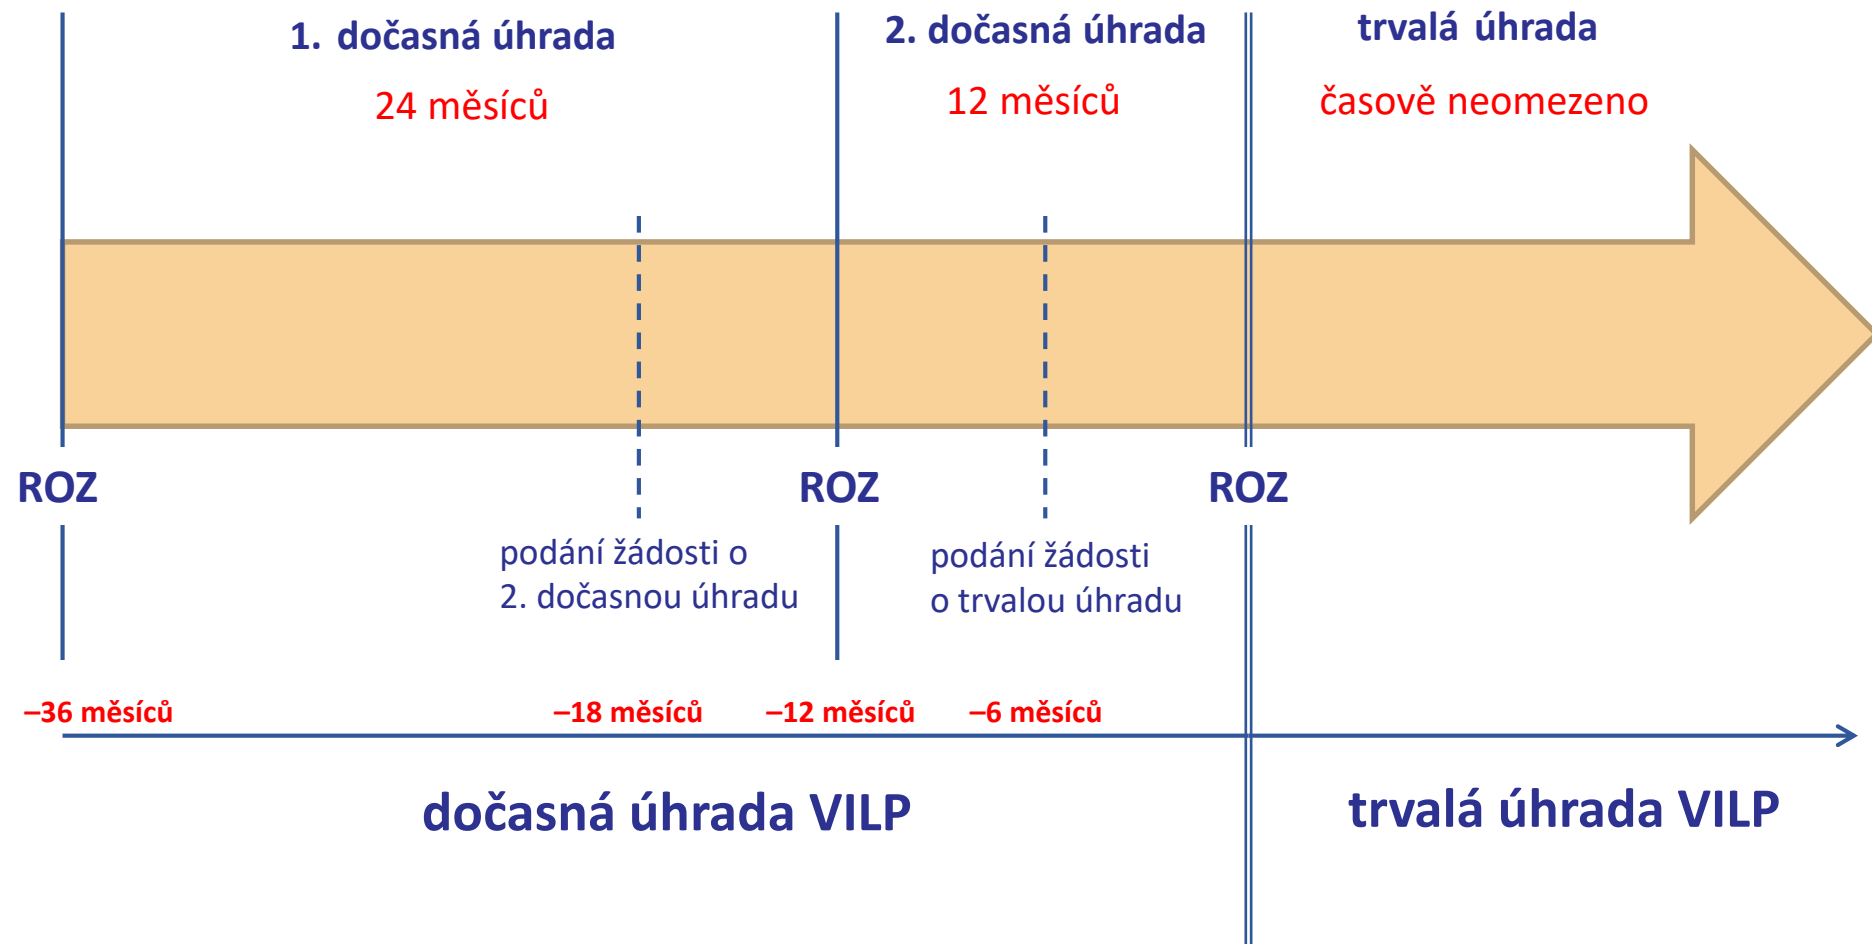 1. dočasná úhrada
24 měsíců
2. dočasná úhrada
12 měsíců
trvalá úhrada
časově neomezeno
ROZ
ROZ
ROZ
podání žádosti o
2. dočasnou úhradu
podání žádosti
o trvalou úhradu
–36 měsíců
–18 měsíců
–12 měsíců
–6 měsíců
dočasná úhrada VILP
trvalá úhrada VILP